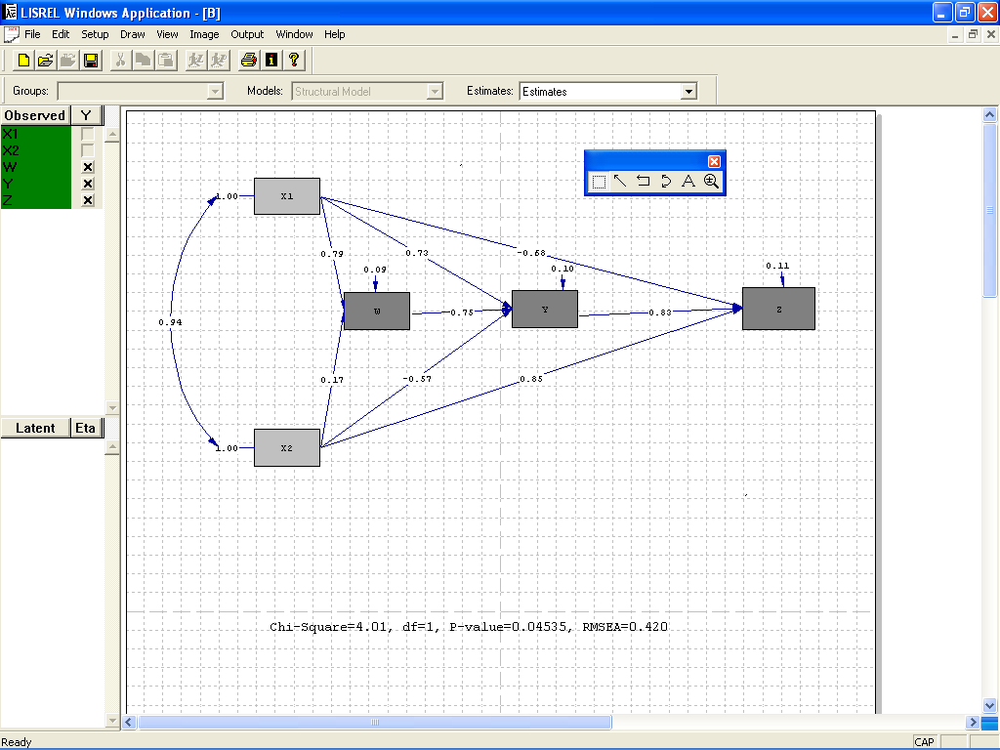 LISREL Windows Application - [B]
File Edit Setup Draw View Image Output Window Help
Groups: Models: Structural Model Estimates: Estimates
Observed Y
X1
X2
W
Y
Z
Latent Eta
1.00 X1
0.79 0.73 -0.68
0.09 0.10 0.11
W 0.75 Y 0.83 Z
0.94
0.17 -0.57 0.85
1.00 X2
Chi-Square=4.01, df=1, P-value=0.04535, RMSEA=0.420
Ready CAP